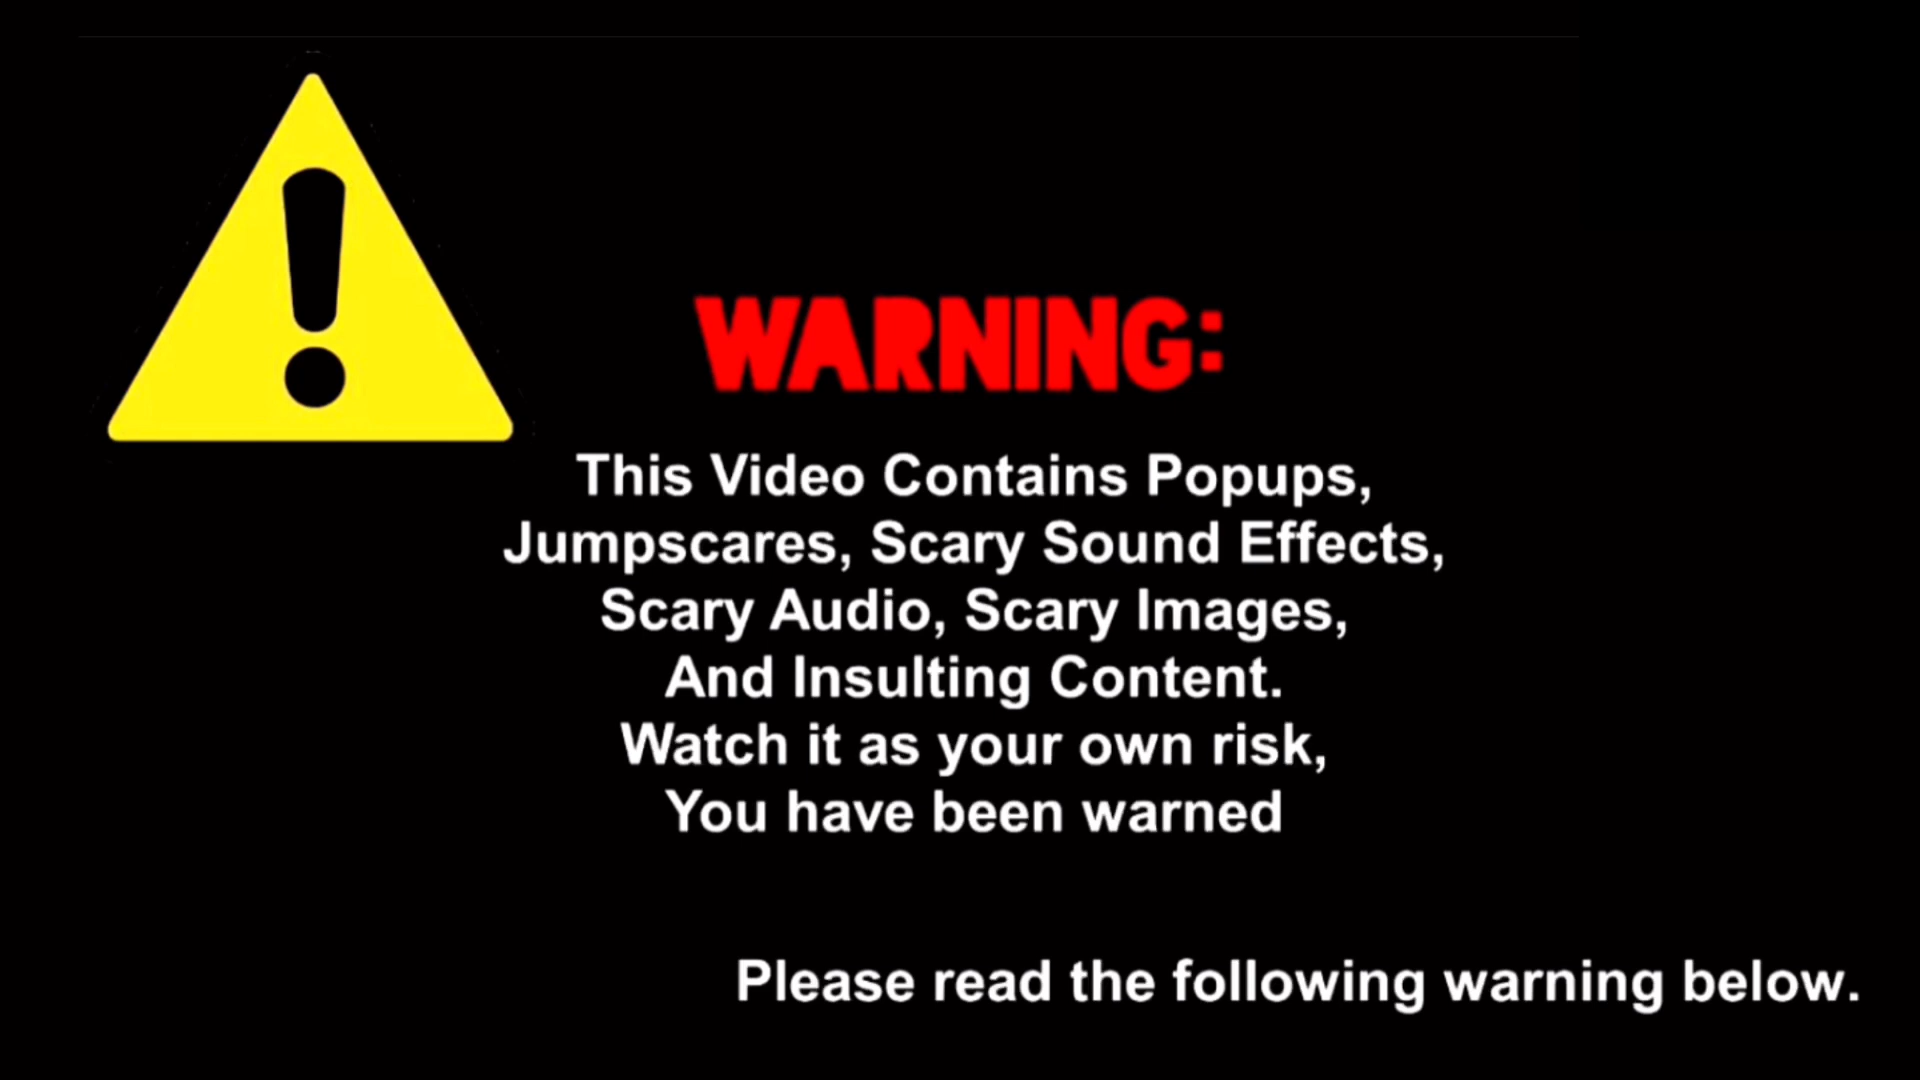 WARNING:
This Video Contains Popups,
Jumpscares, Scary Sound Effects,
Scary Audio, Scary Images,
And Insulting Content.
Watch it as your own risk,
You have been warned
Please read the following warning below.